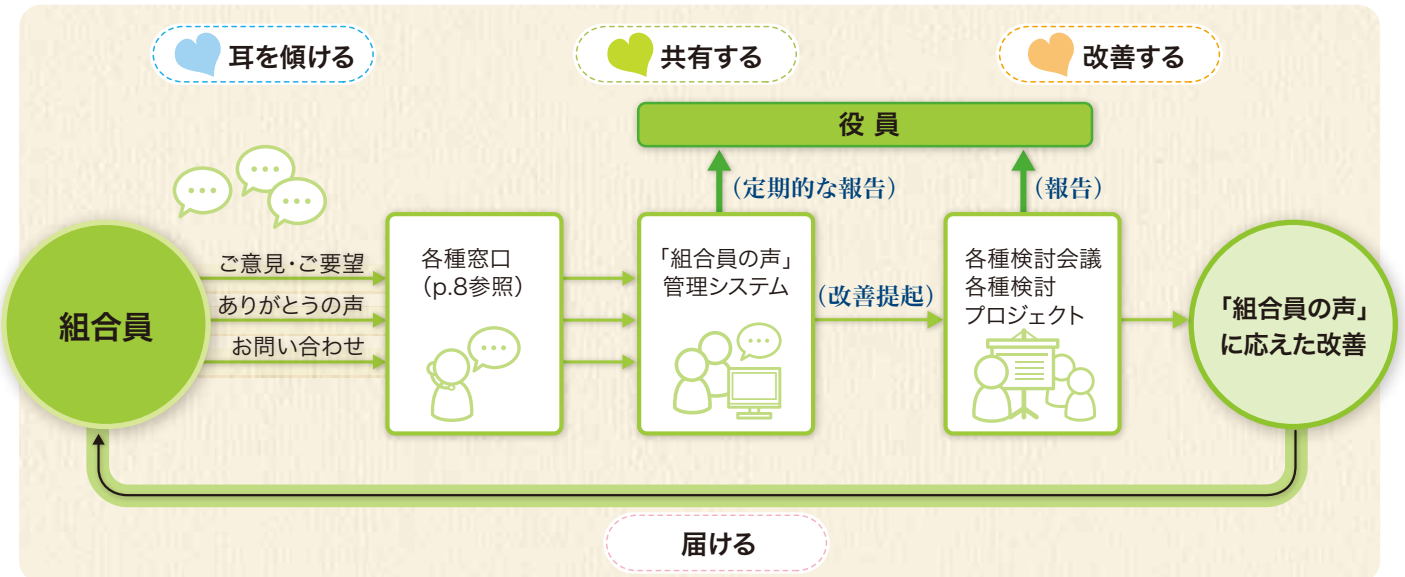 耳を傾ける
共有する
改善する
役員
(定期的な報告)
(報告)
ご意見・ご要望
ありがとうの声
お問い合わせ
組合員
各種窓口
(p.8参照)
「組合員の声」
管理システム
(改善提起)
各種検討会議
各種検討
プロジェクト
「組合員の声」
に応えた改善
届ける